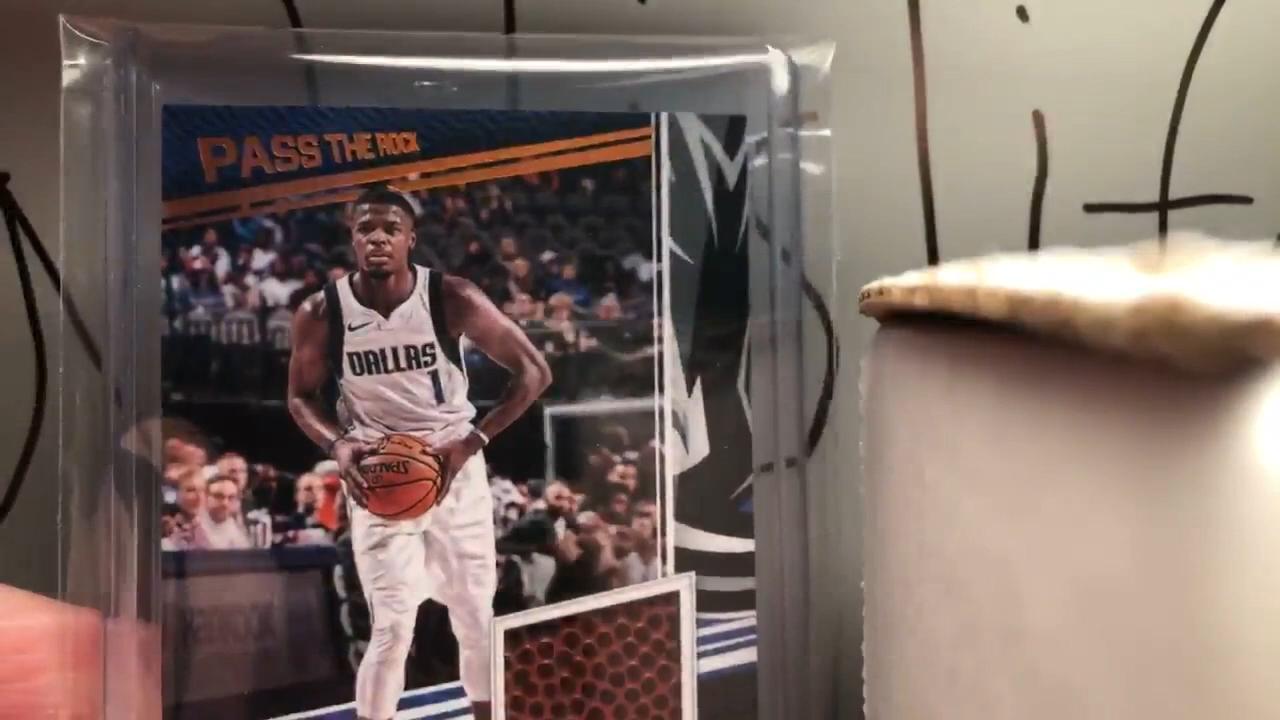 PASS THE ROCK
DALLAS
1
SPALDING